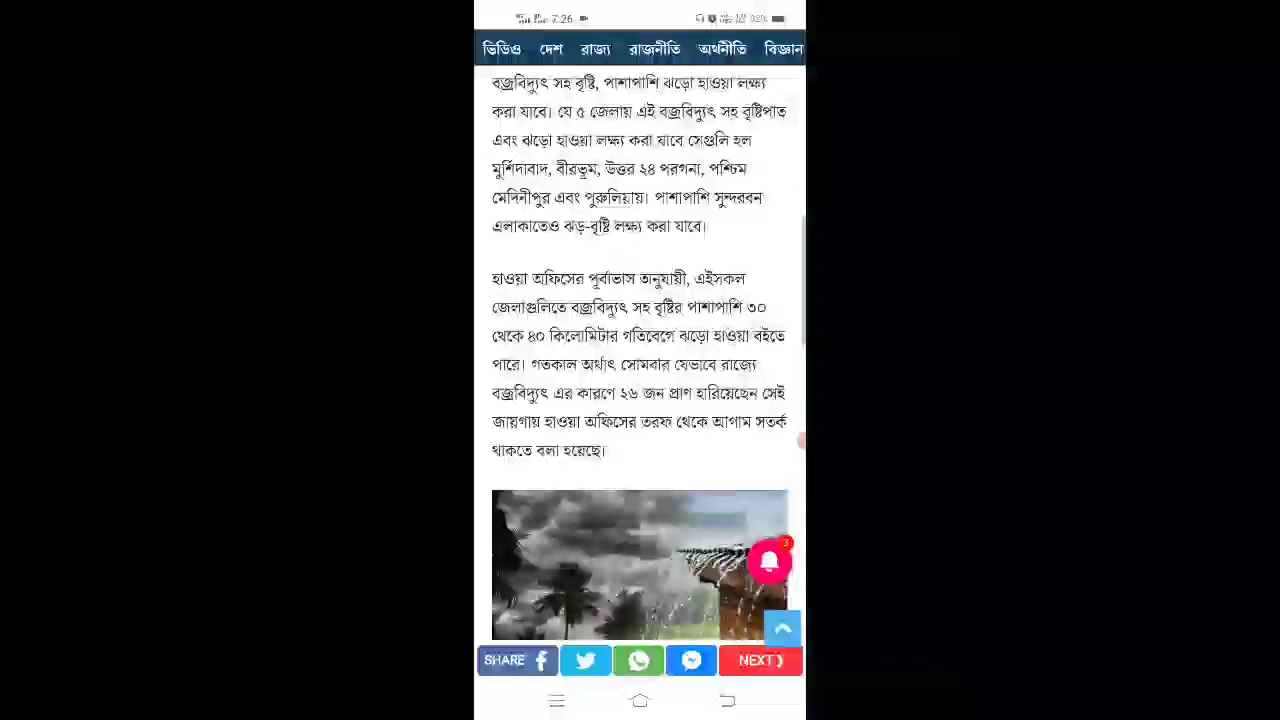 7:26
ভিডিও দেশ রাজ্য রাজনীতি অর্থনীতি বিজ্ঞান
বজ্রবিদ্যুৎ সহ বৃষ্টি, পাশাপাশি ঝড়ো হাওয়া লক্ষ্য
করা যাবে। যে ৫ জেলায় এই বজ্রবিদ্যুৎ সহ বৃষ্টিপাত
এবং ঝড়ো হাওয়া লক্ষ্য করা যাবে সেগুলি হল
মুর্শিদাবাদ, বীরভূম, উত্তর ২৪ পরগনা, পশ্চিম
মেদিনীপুর এবং পুরুলিয়ায়। পাশাপাশি সুন্দরবন
এলাকাতেও ঝড়-বৃষ্টি লক্ষ্য করা যাবে।
হাওয়া অফিসের পূর্বাভাস অনুযায়ী, এইসকল
জেলাগুলিতে বজ্রবিদ্যুৎ সহ বৃষ্টির পাশাপাশি ৩০
থেকে ৪০ কিলোমিটার গতিবেগে ঝড়ো হাওয়া বইতে
পারে। গতকাল অর্থাৎ সোমবার যেভাবে রাজ্যে
বজ্রবিদ্যুৎ এর কারণে ২৬ জন প্রাণ হারিয়েছেন সেই
জায়গায় হাওয়া অফিসের তরফ থেকে আগাম সতর্ক
থাকতে বলা হয়েছে।
3
SHARE NEXT ❯